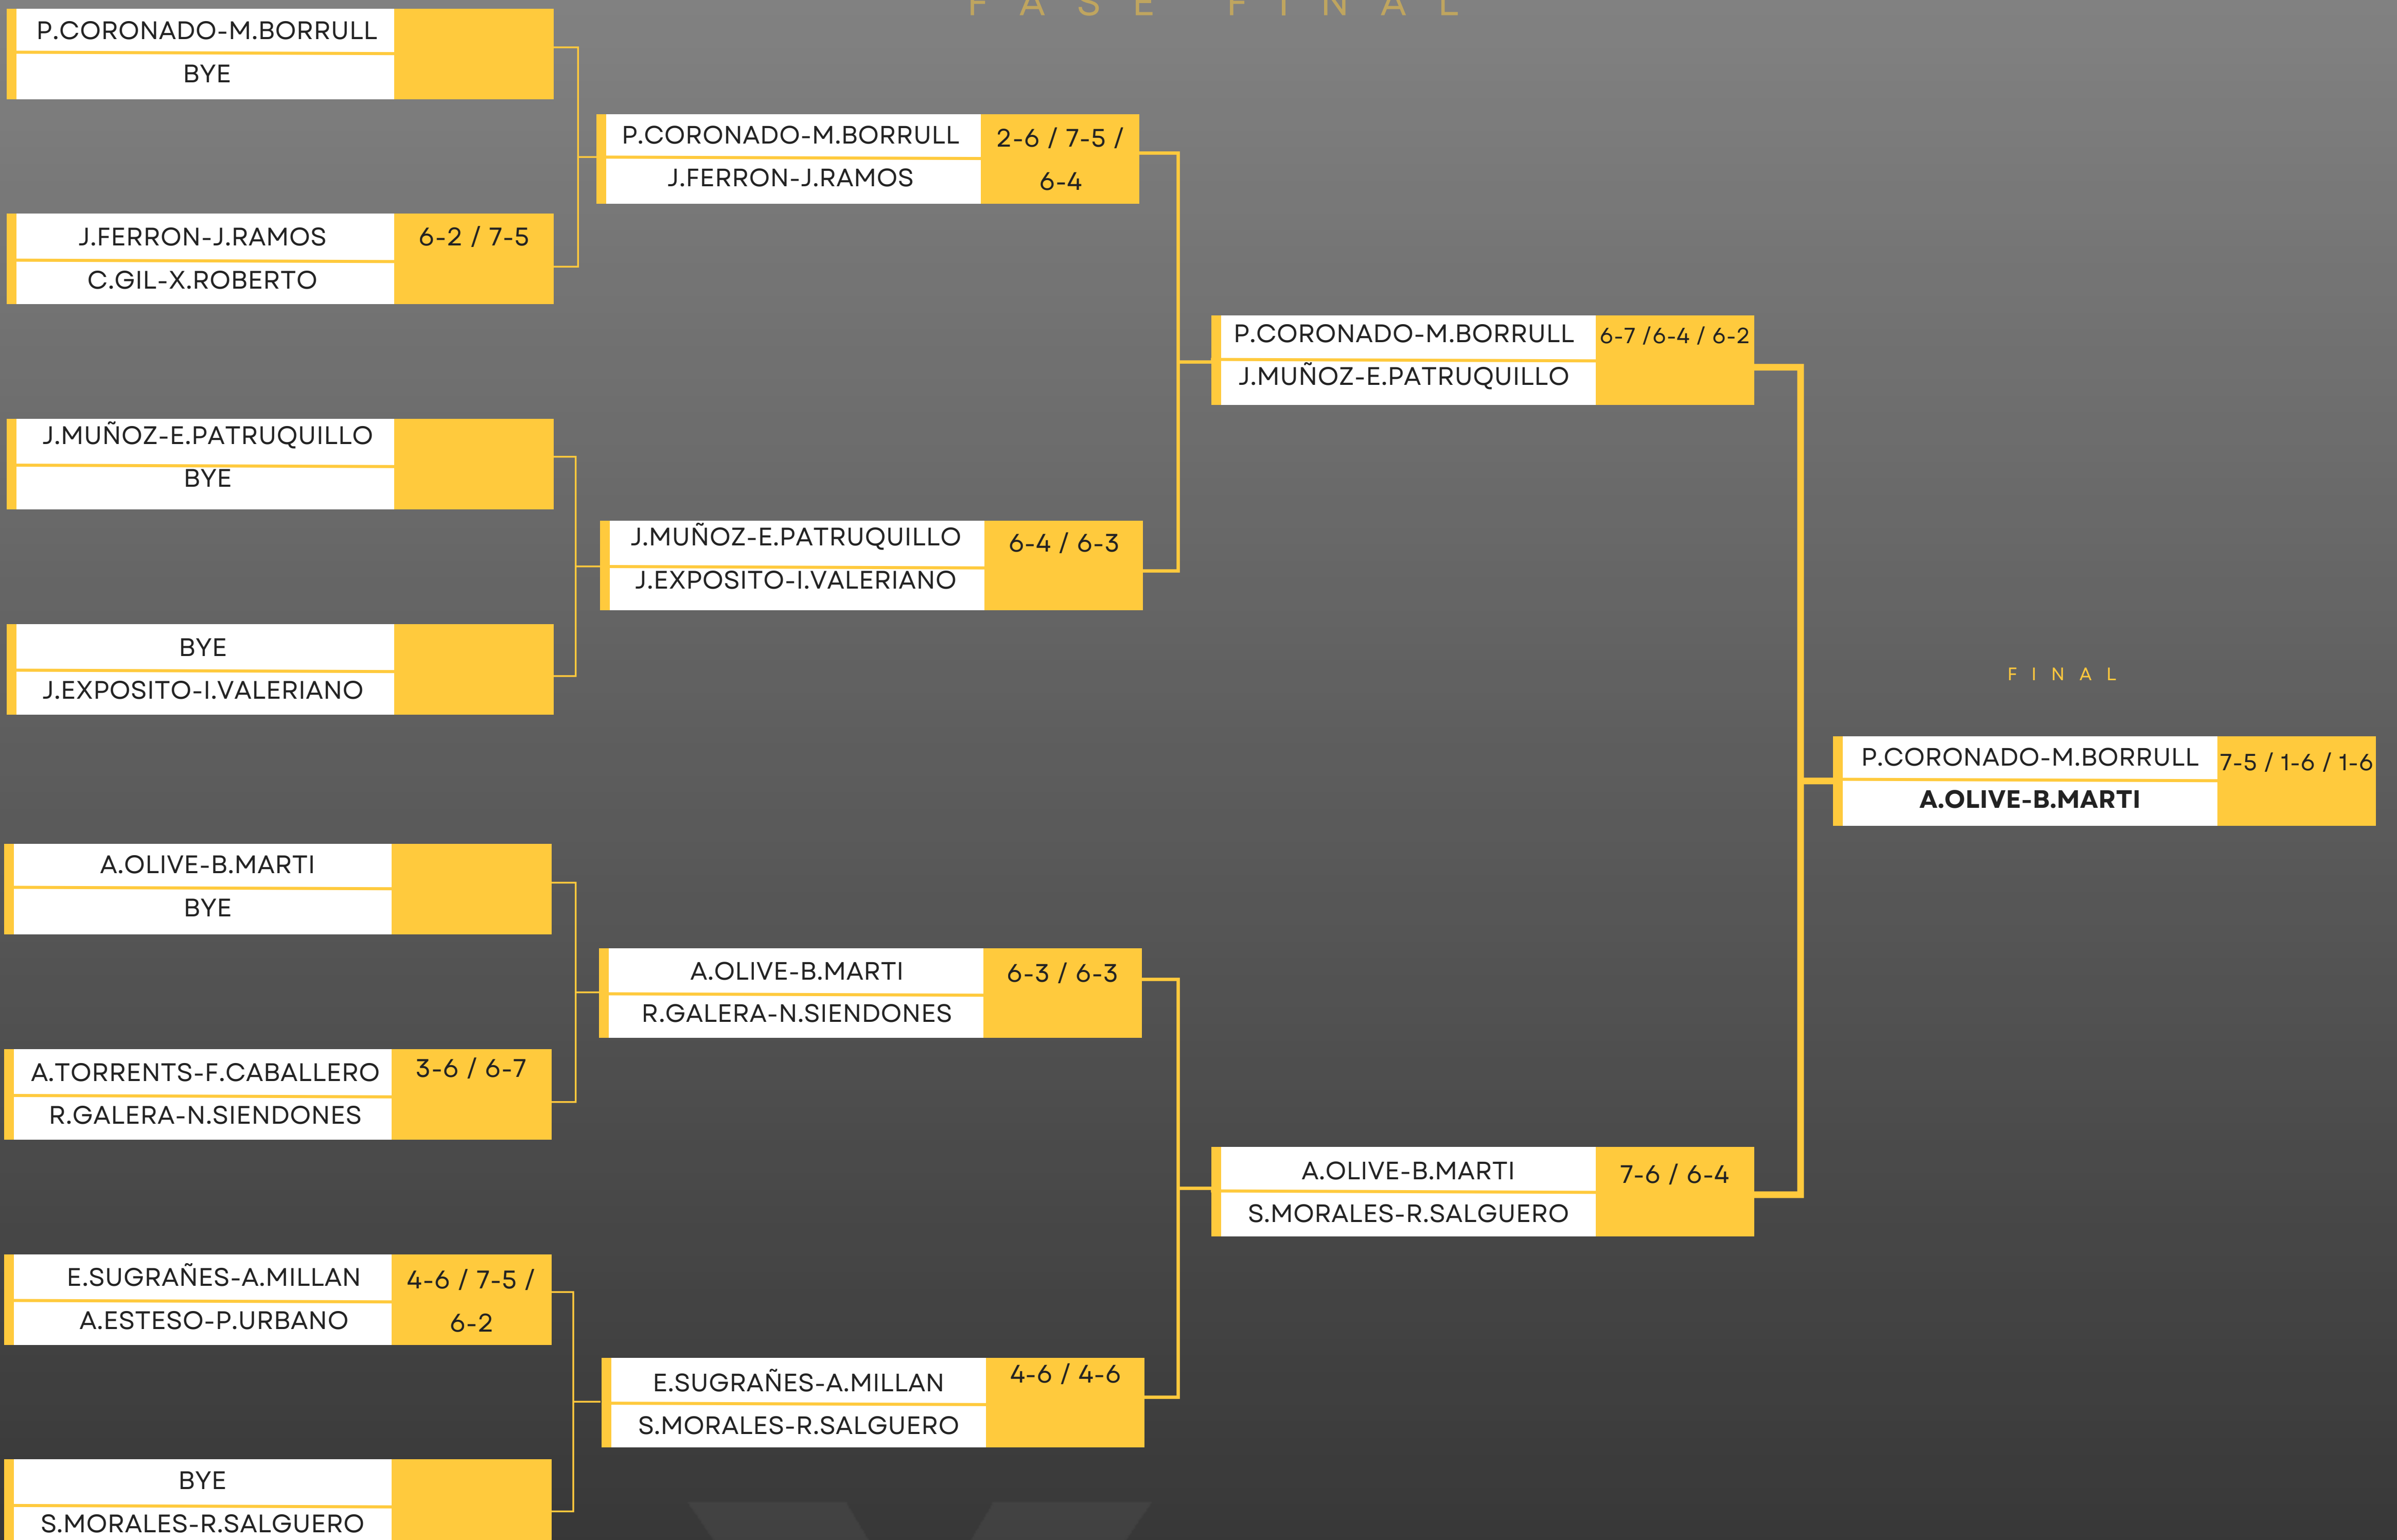 FASE FINAL
P.CORONADO-M.BORRULL
BYE
J.FERRON-J.RAMOS
6-2 / 7-5
C.GIL-X.ROBERTO
J.MUÑOZ-E.PATRUQUILLO
BYE
BYE
J.EXPOSITO-I.VALERIANO
A.OLIVE-B.MARTI
BYE
A.TORRENTS-F.CABALLERO
3-6 / 6-7
R.GALERA-N.SIENDONES
E.SUGRAÑES-A.MILLAN
4-6 / 7-5 /
A.ESTESO-P.URBANO
6-2
BYE
S.MORALES-R.SALGUERO
P.CORONADO-M.BORRULL
2-6 / 7-5 /
J.FERRON-J.RAMOS
6-4
J.MUÑOZ-E.PATRUQUILLO
6-4 / 6-3
J.EXPOSITO-I.VALERIANO
A.OLIVE-B.MARTI
6-3 / 6-3
R.GALERA-N.SIENDONES
E.SUGRAÑES-A.MILLAN
4-6 / 4-6
S.MORALES-R.SALGUERO
P.CORONADO-M.BORRULL
6-7 /6-4 / 6-2
J.MUÑOZ-E.PATRUQUILLO
A.OLIVE-B.MARTI
7-6 / 6-4
S.MORALES-R.SALGUERO
FINAL
P.CORONADO-M.BORRULL
7-5 / 1-6 / 1-6
A.OLIVE-B.MARTI